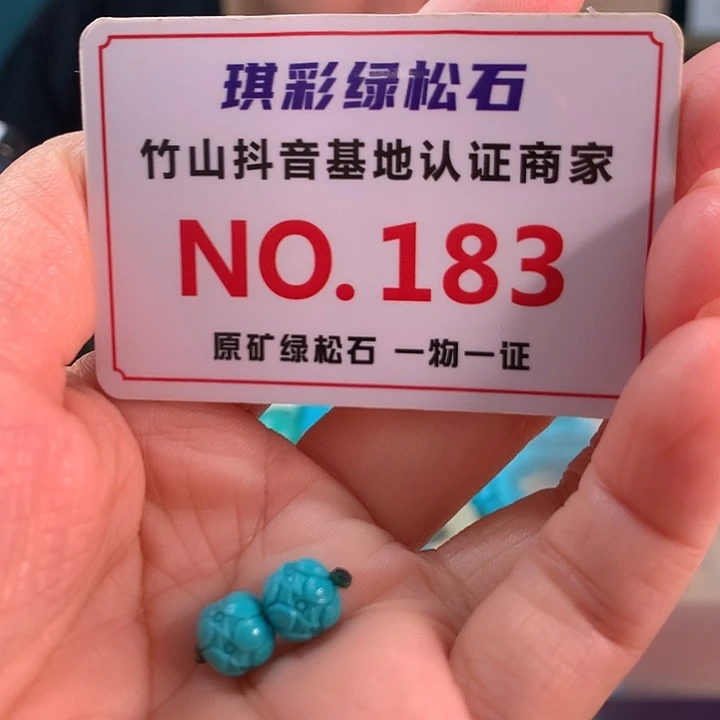 琪彩绿松石
竹山抖音基地认证商家
NO.183
原矿绿松石 一物一证